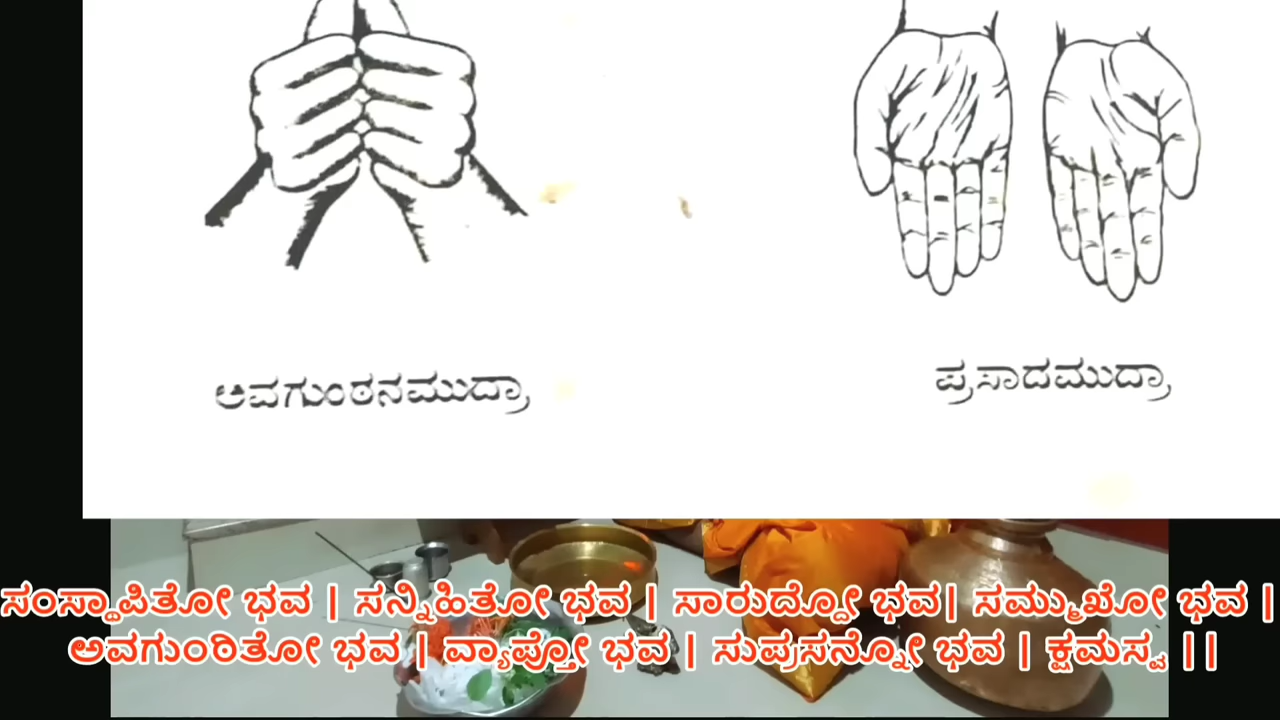 ಅವಗುಂಠನಮುದ್ರಾ
ಪ್ರಸಾದಮುದ್ರಾ
ಸಂಸ್ಥಾಪಿತೋ ಭವ | ಸನ್ನಿಹಿತೋ ಭವ | ಸಾರುದ್ದೋ ಭವ| ಸಮ್ಮುಖೋ ಭವ |
ಅವಗುಂಠಿತೋ ಭವ | ವ್ಯಾಪ್ತೋ ಭವ | ಸುಪ್ರಸನ್ನೋ ಭವ | ಕ್ಷಮಸ್ವ ||